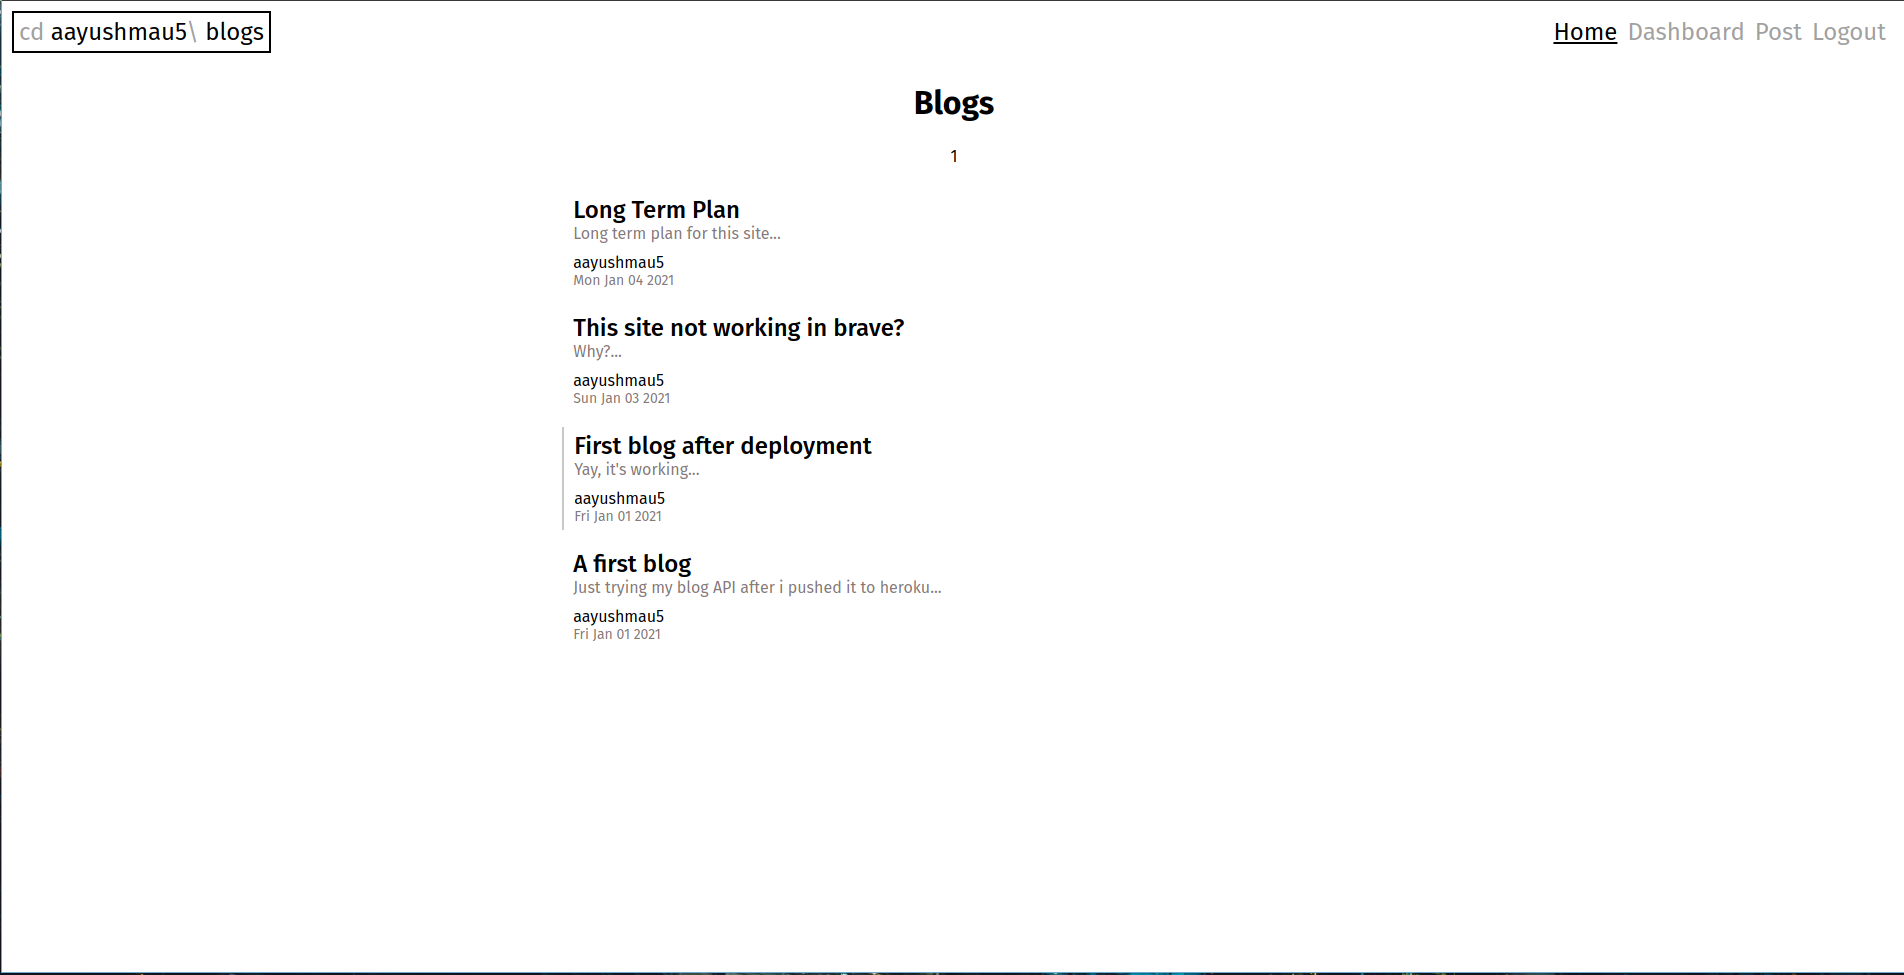 cd aayushmau5\ blogs
Home Dashboard Post Logout
Blogs
1
Long Term Plan
Long term plan for this site...
aayushmau5
Mon Jan 04 2021
This site not working in brave?
Why?...
aayushmau5
Sun Jan 03 2021
First blog after deployment
Yay, it's working...
aayushmau5
Fri Jan 01 2021
A first blog
Just trying my blog API after i pushed it to heroku...
aayushmau5
Fri Jan 01 2021